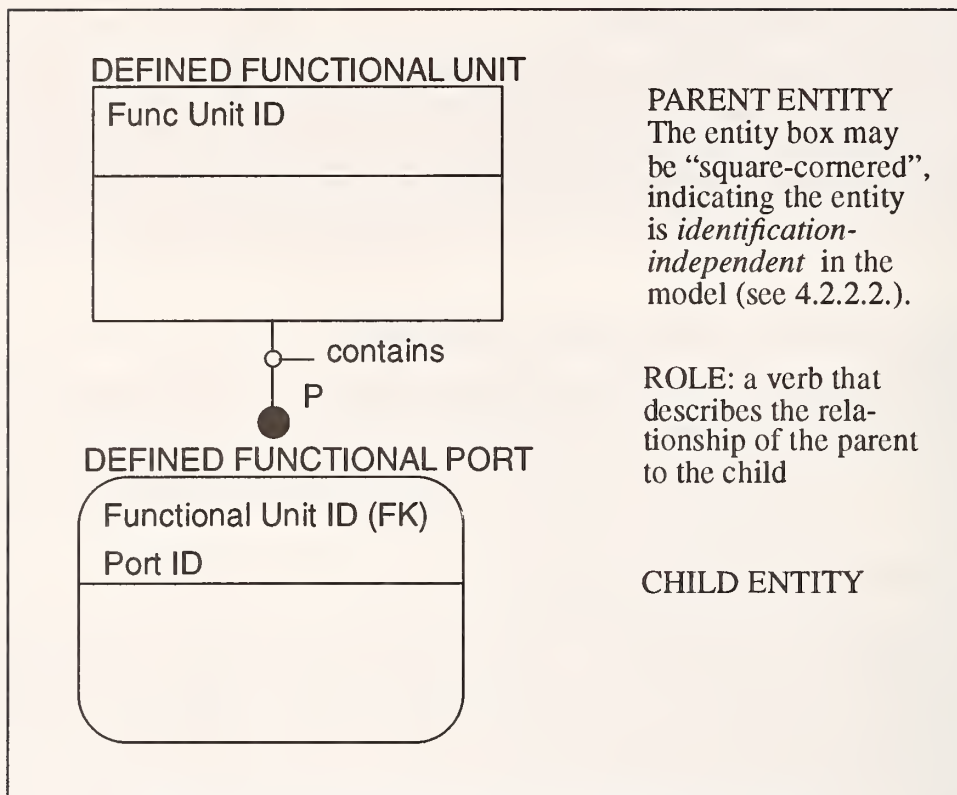 DEFINED FUNCTIONAL UNIT
Func Unit ID
PARENT ENTITY
The entity box may
be “square-cornered”,
indicating the entity
is identification-
independent in the
model (see 4.2.2.2.).
contains
P
ROLE: a verb that
describes the rela-
tionship of the parent
to the child
DEFINED FUNCTIONAL PORT
Functional Unit ID (FK)
Port ID
CHILD ENTITY